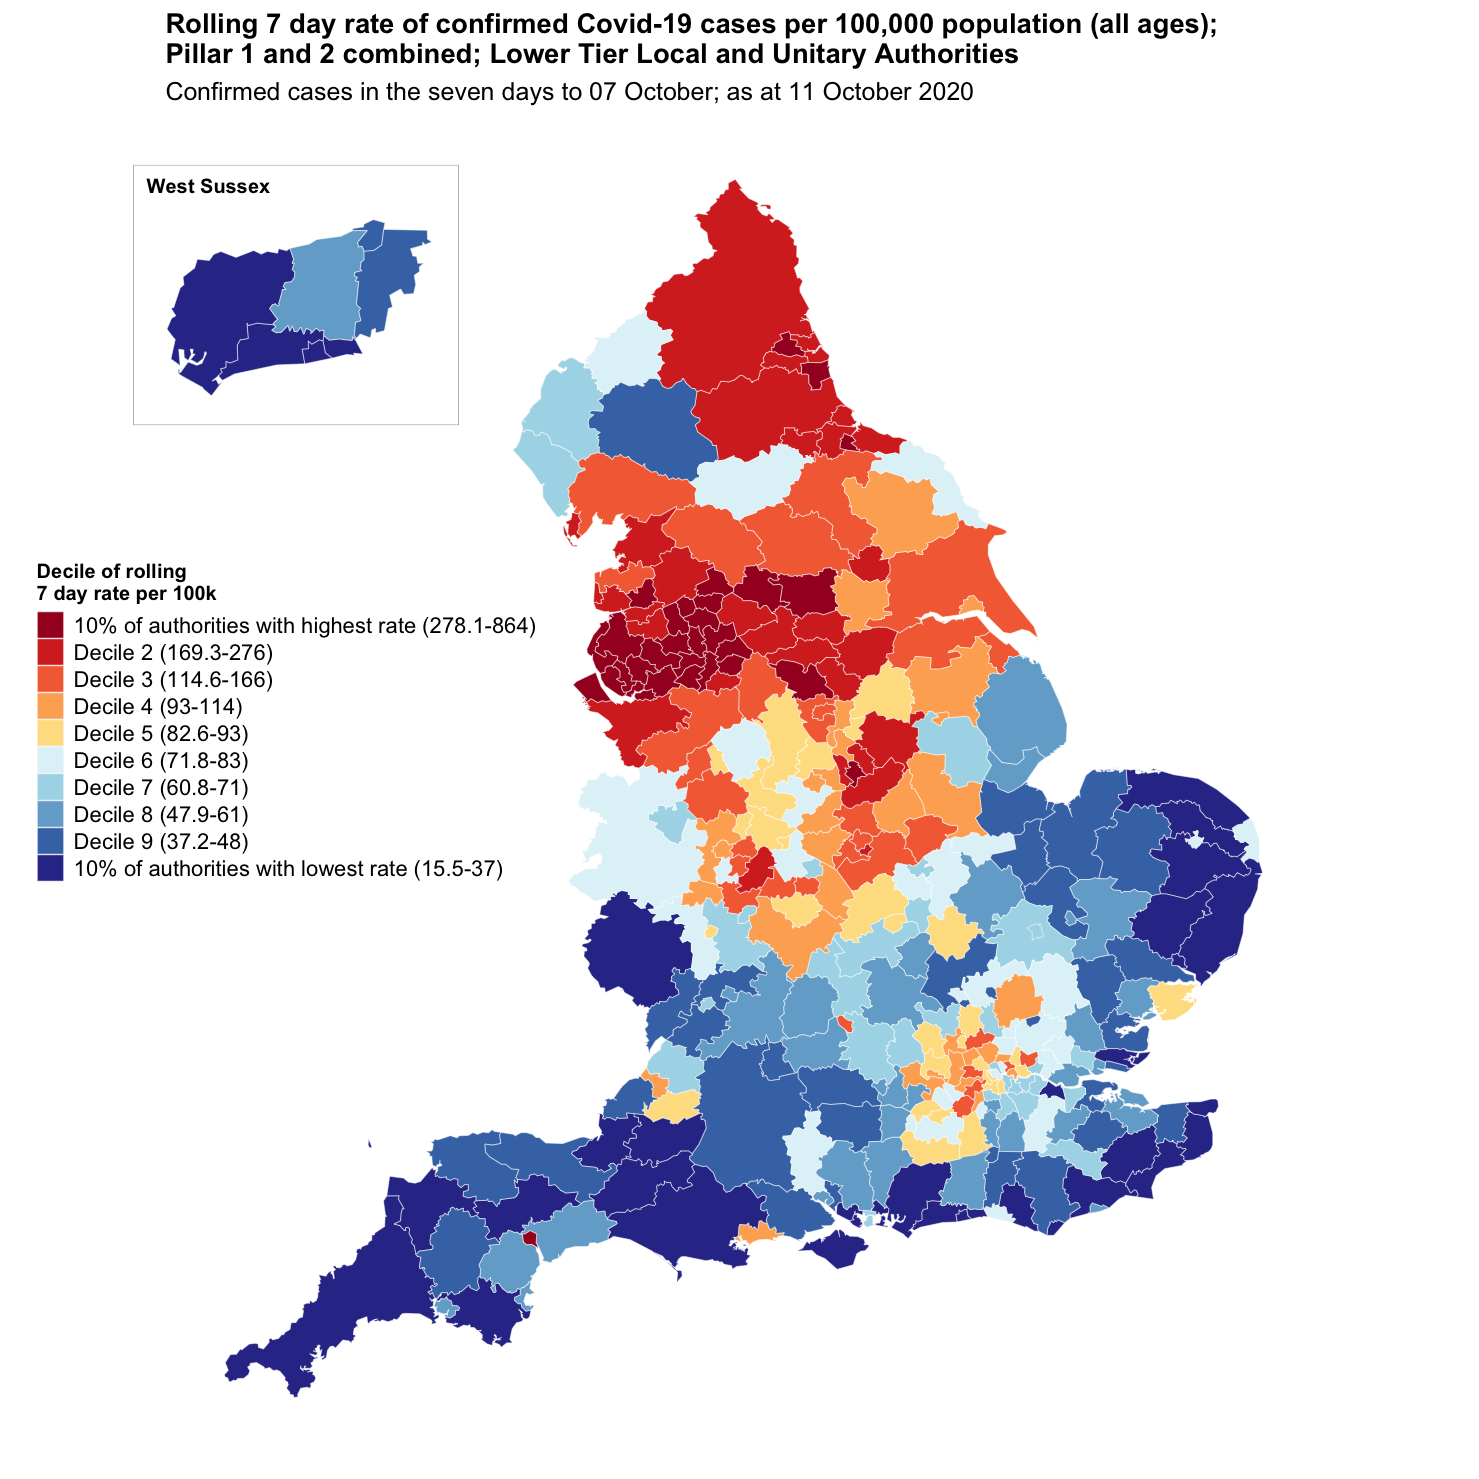 Rolling 7 day rate of confirmed Covid-19 cases per 100,000 population (all ages);
Pillar 1 and 2 combined; Lower Tier Local and Unitary Authorities
Confirmed cases in the seven days to 07 October; as at 11 October 2020
West Sussex
Decile of rolling
7 day rate per 100k
10% of authorities with highest rate (278.1-864)
Decile 2 (169.3-276)
Decile 3 (114.6-166)
Decile 4 (93-114)
Decile 5 (82.6-93)
Decile 6 (71.8-83)
Decile 7 (60.8-71)
Decile 8 (47.9-61)
Decile 9 (37.2-48)
10% of authorities with lowest rate (15.5-37)